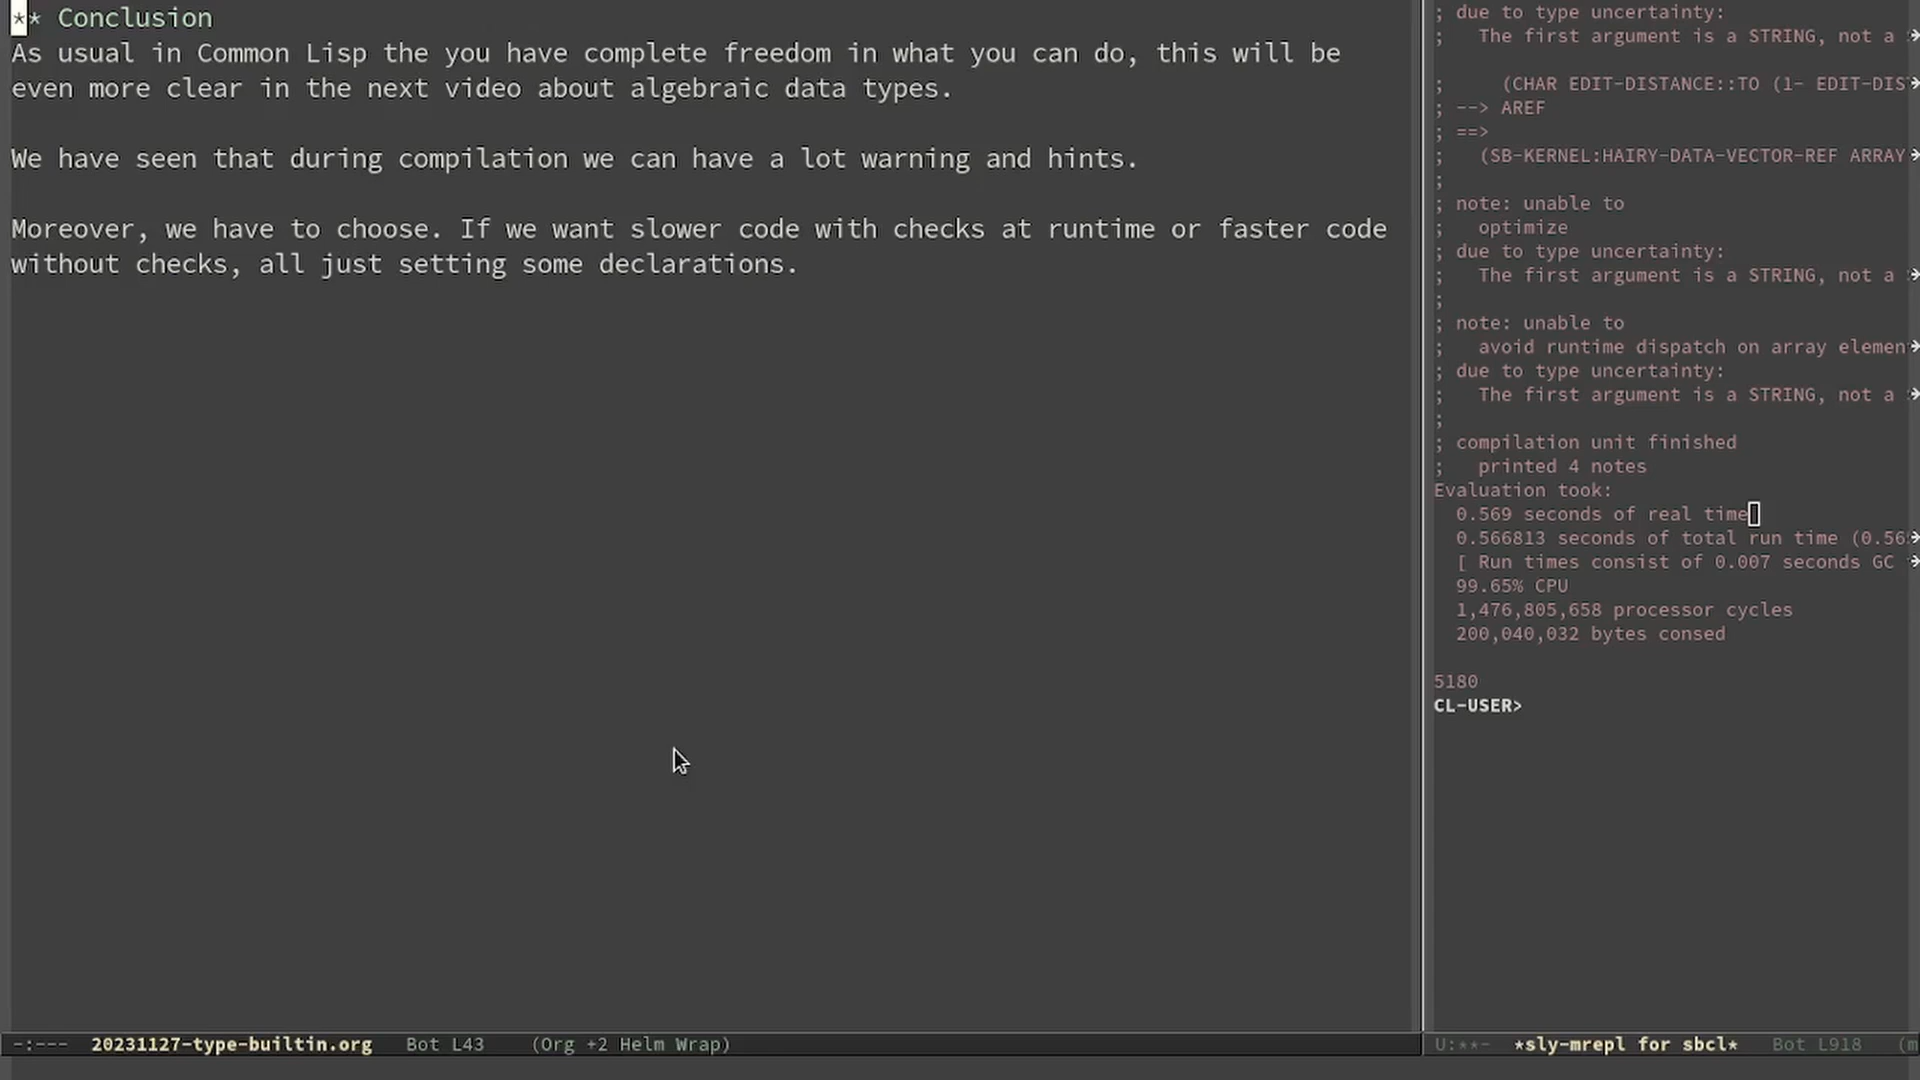 ** Conclusion
As usual in Common Lisp the you have complete freedom in what you can do, this will be
even more clear in the next video about algebraic data types.
We have seen that during compilation we can have a lot warning and hints.
Moreover, we have to choose. If we want slower code with checks at runtime or faster code
without checks, all just setting some declarations.
-:--- 20231127-type-builtin.org Bot L43 (Org +2 Helm Wrap)
; due to type uncertainty:
; The first argument is a STRING, not a
; (CHAR EDIT-DISTANCE::TO (1- EDIT-DIS
; --> AREF
; ==>
; (SB-KERNEL:HAIRY-DATA-VECTOR-REF ARRAY
;
; note: unable to
; optimize
; due to type uncertainty:
; The first argument is a STRING, not a
;
; note: unable to
; avoid runtime dispatch on array elemen
; due to type uncertainty:
; The first argument is a STRING, not a
;
; compilation unit finished
; printed 4 notes
Evaluation took:
0.569 seconds of real time
0.566813 seconds of total run time (0.56
[ Run times consist of 0.007 seconds GC
99.65% CPU
1,476,805,658 processor cycles
200,040,032 bytes consed
5180
CL-USER>
U:**- *sly-mrepl for sbcl* Bot L918 (m